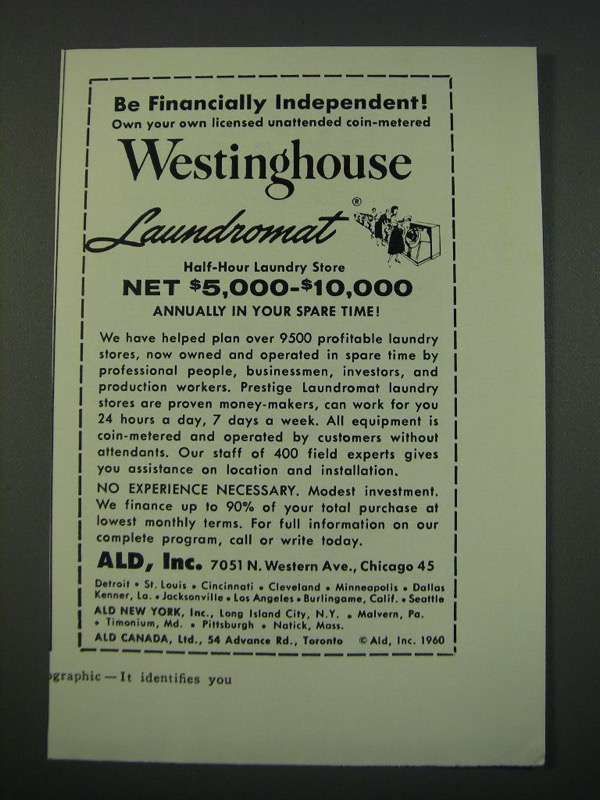 Be Financially Independent!
Own your own licensed unattended coin-metered
Westinghouse
Laundromat ®
Half-Hour Laundry Store
NET $5,000-$10,000
ANNUALLY IN YOUR SPARE TIME!
We have helped plan over 9500 profitable laundry
stores, now owned and operated in spare time by
professional people, businessmen, investors, and
production workers. Prestige Laundromat laundry
stores are proven money-makers, can work for you
24 hours a day, 7 days a week. All equipment is
coin-metered and operated by customers without
attendants. Our staff of 400 field experts gives
you assistance on location and installation.
NO EXPERIENCE NECESSARY. Modest investment.
We finance up to 90% of your total purchase at
lowest monthly terms. For full information on our
complete program, call or write today.
ALD, Inc. 7051 N. Western Ave., Chicago 45
Detroit • St. Louis • Cincinnati • Cleveland • Minneapolis • Dallas
Kenner, La. • Jacksonville • Los Angeles • Burlingame, Calif. • Seattle
ALD NEW YORK, Inc., Long Island City, N.Y. • Malvern, Pa.
• Timonium, Md. • Pittsburgh • Natick, Mass.
ALD CANADA, Ltd., 54 Advance Rd., Toronto © Ald, Inc. 1960
ographic—It identifies you